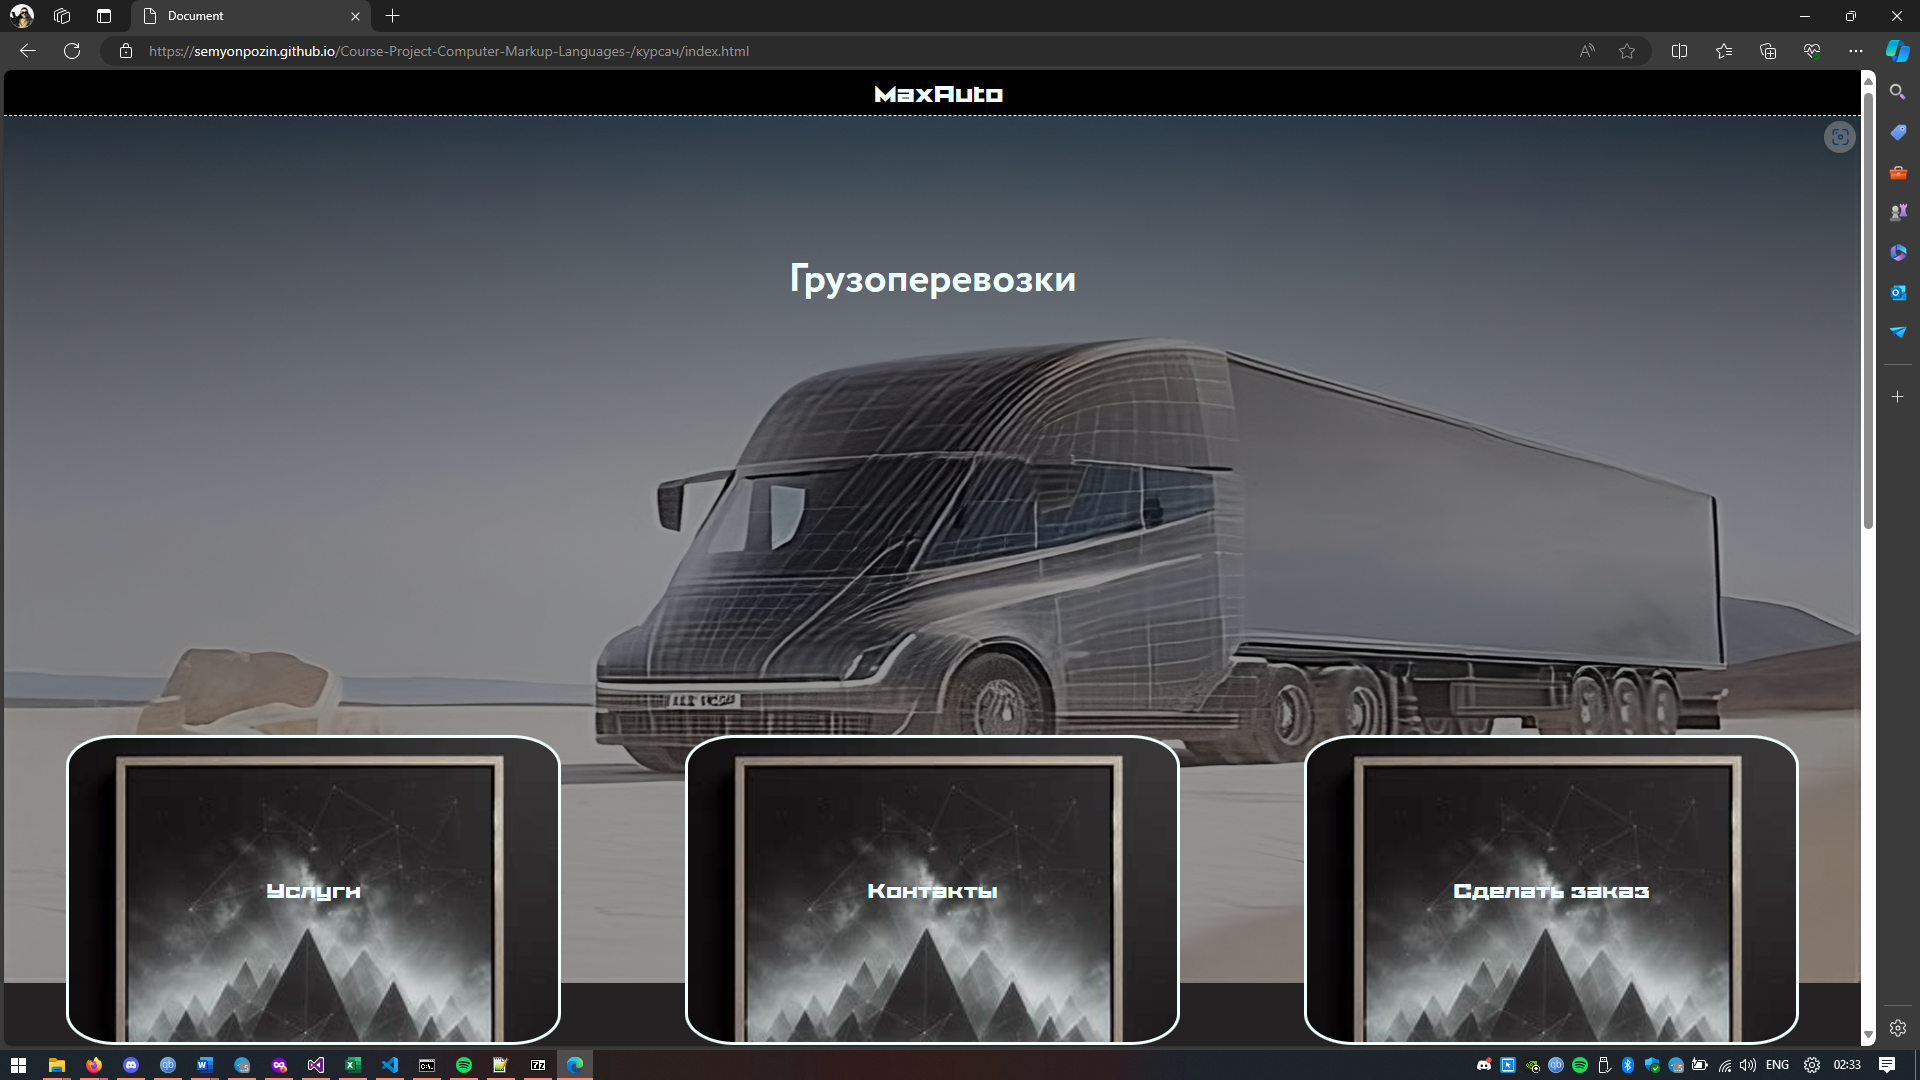 Document
https://semyonpozin.github.io/Course-Project-Computer-Markup-Languages-/курсач/index.html
MaxAuto
Грузоперевозки
Услуги
Контакты
Сделать заказ
ENG
02:33